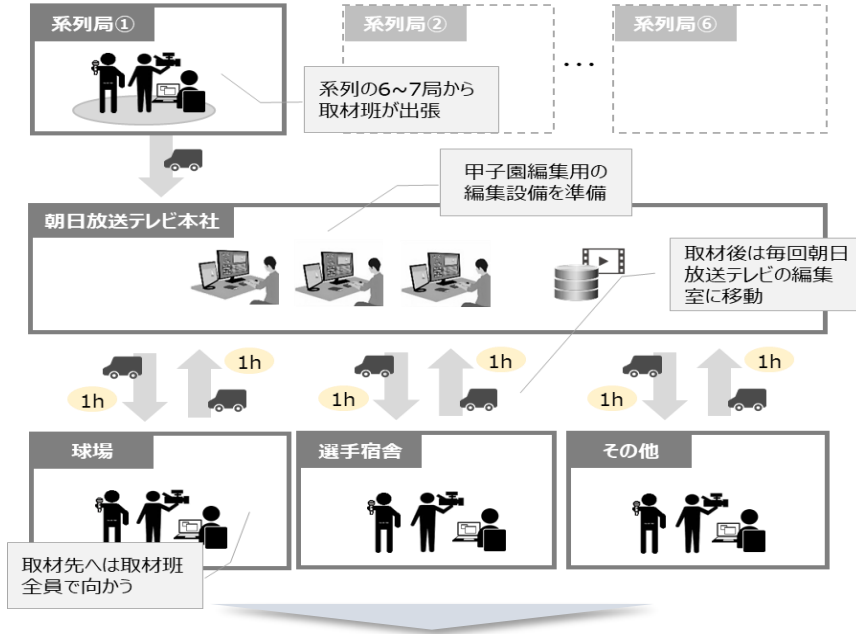 系列局①
系列局②
…
系列局⑥
系列の6~7局から
取材班が出張
甲子園編集用の
編集設備を準備
朝日放送テレビ本社
取材後は毎回朝日
放送テレビの編集
室に移動
1h
1h
1h
1h
1h
1h
球場
選手宿舎
その他
取材先へは取材班
全員で向かう